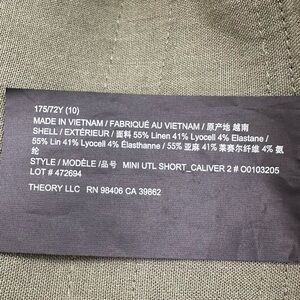 175/72Y (10)
MADE IN VIETNAM / FABRIQUÉ AU VIETNAM / 原产地 越南
SHELL / EXTÉRIEUR / 面料 55% Linen 41% Lyocell 4% Elastane /
55% Lin 41% Lyocell 4% Élasthanne / 55% 亚麻 41% 莱赛尔纤维 4% 氨
纶
STYLE / MODÈLE /品号 MINI UTL SHORT_CALIVER 2 # O0103205
LOT # 472694
THEORY LLC RN 98406 CA 39862